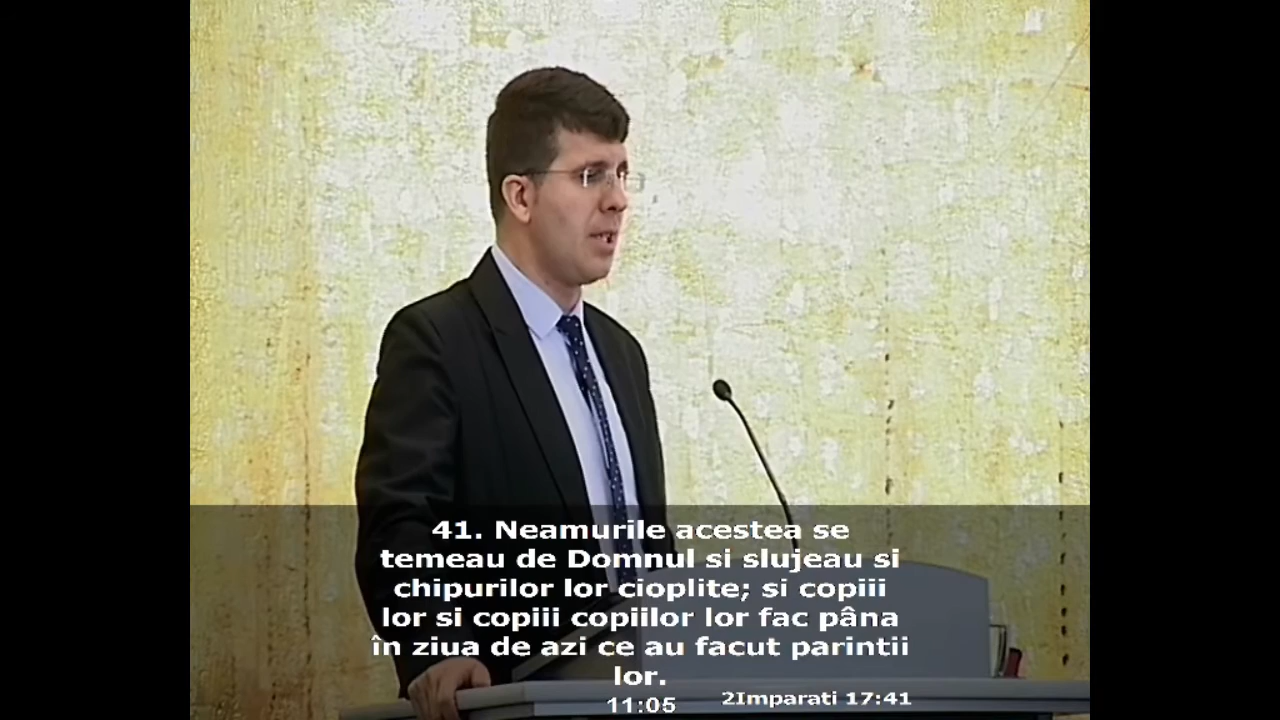 41. Neamurile acestea se
temeau de Domnul si slujeau si
chipurilor lor cioplite; si copiii
lor si copiii copiilor lor fac pâna
în ziua de azi ce au facut parintii
lor.
11:05
2Imparati 17:41